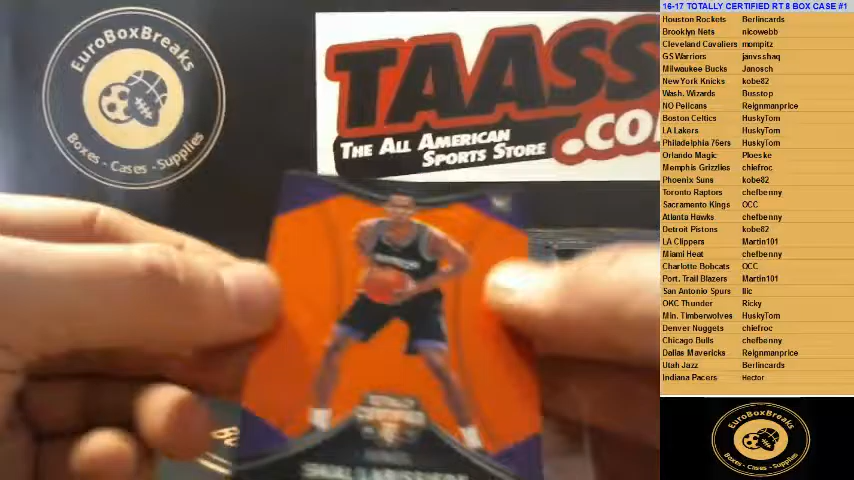 EuroBoxBreaks
Boxes - Cases - Supplies
TAASS
.CO
THE ALL AMERICAN
SPORTS STORE
TOTALLY
CERTIFIED
16-17 TOTALLY CERTIFIED RT 8 BOX CASE #1
Houston Rockets Berlincards
Brooklyn Nets nicowebb
Cleveland Cavaliers mompitz
GS Warriors janvsshaq
Milwaukee Bucks Janosch
New York Knicks kobe82
Wash. Wizards Busstop
NO Pelicans Reignmanprice
Boston Celtics HuskyTom
LA Lakers HuskyTom
Philadelphia 76ers HuskyTom
Orlando Magic Ploeske
Memphis Grizzlies chiefroc
Phoenix Suns kobe82
Toronto Raptors chefbenny
Sacramento Kings OCC
Atlanta Hawks chefbenny
Detroit Pistons kobe82
LA Clippers Martin101
Miami Heat chefbenny
Charlotte Bobcats OCC
Port. Trail Blazers Martin101
San Antonio Spurs
OKC Thunder Ricky
Min. Timberwolves HuskyTom
Denver Nuggets chiefroc
Chicago Bulls chefbenny
Dallas Mavericks Reignmanprice
Utah Jazz Berlincards
Indiana Pacers Hector
EuroBoxBreaks
Boxes - Cases - Supplies